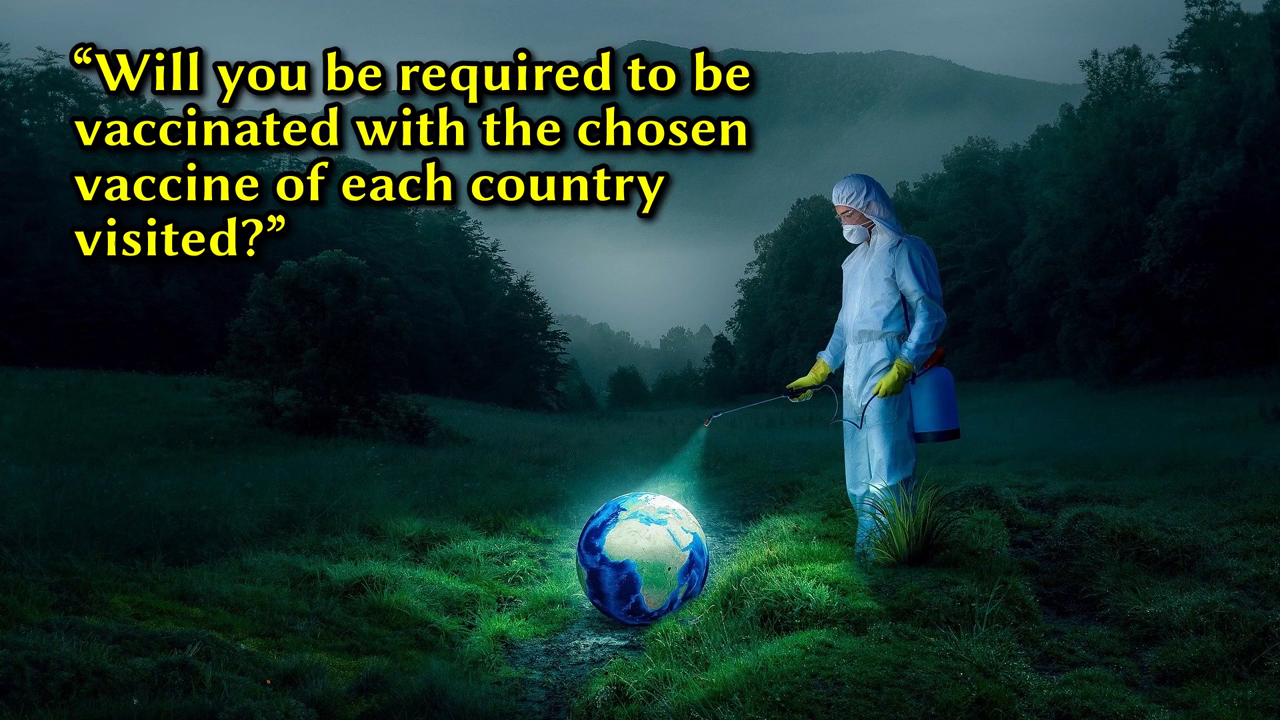 “Will you be required to be
vaccinated with the chosen
vaccine of each country
visited?”